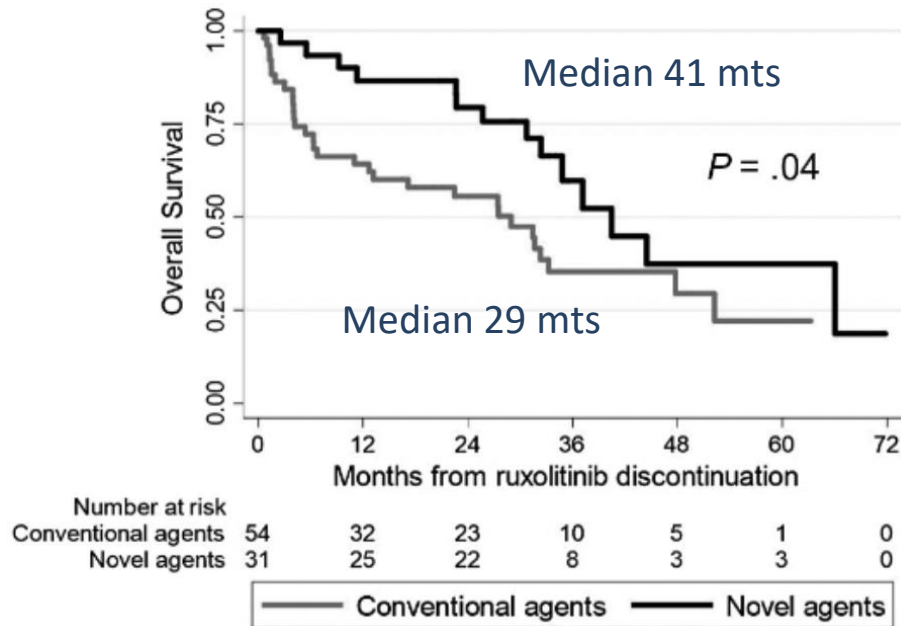 1.00
0.75
0.50
0.25
0.00
Overall Survival
Median 41 mts
P = .04
Median 29 mts
0 12 24 36 48 60 72
Months from ruxolitinib discontinuation
Number at risk
Conventional agents 54 32 23 10 5 1 0
Novel agents 31 25 22 8 3 3 0
Conventional agents Novel agents